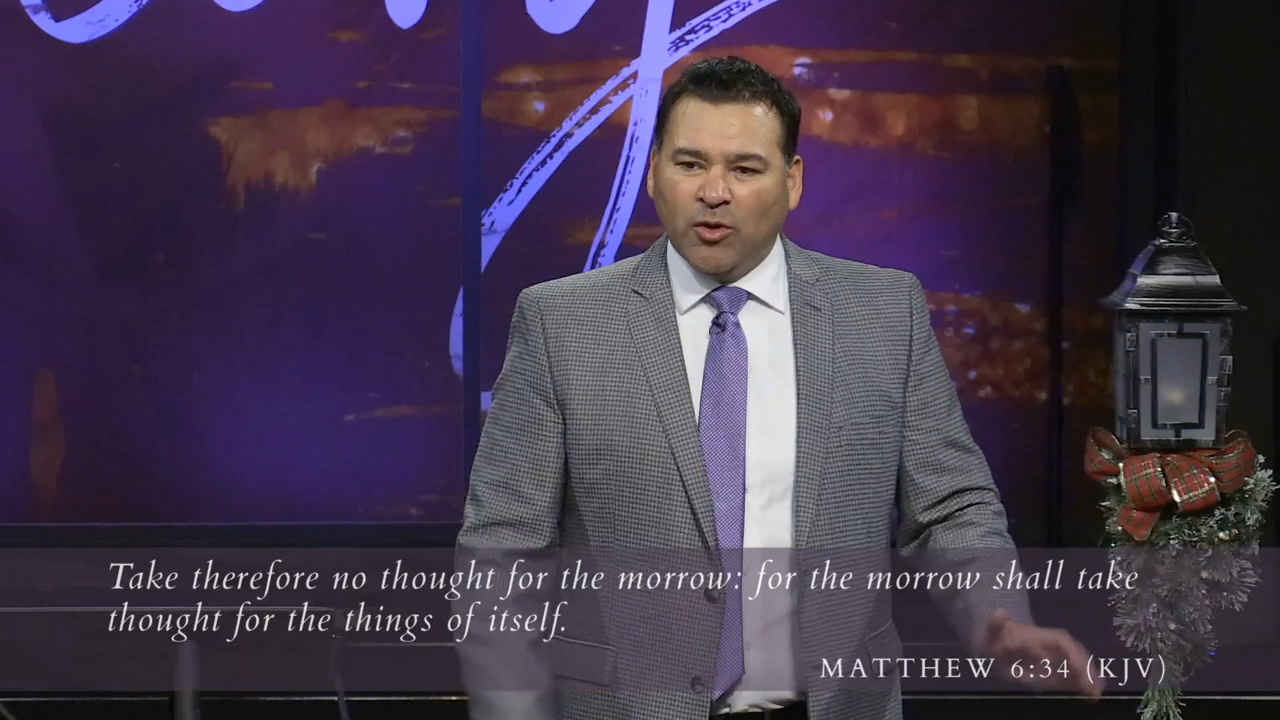 Take therefore no thought for the morrow: for the morrow shall take
thought for the things of itself.
MATTHEW 6:34 (KJV)